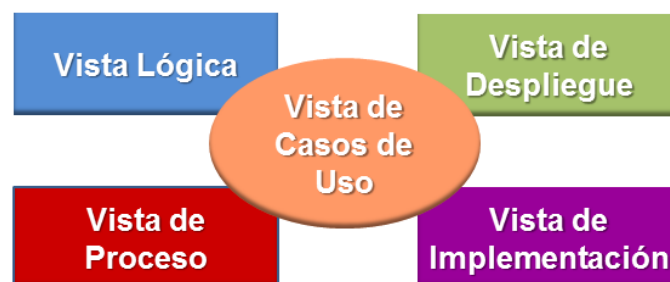 Vista Lógica
Vista de
Despliegue
Vista de
Casos de
Uso
Vista de
Proceso
Vista de
Implementación